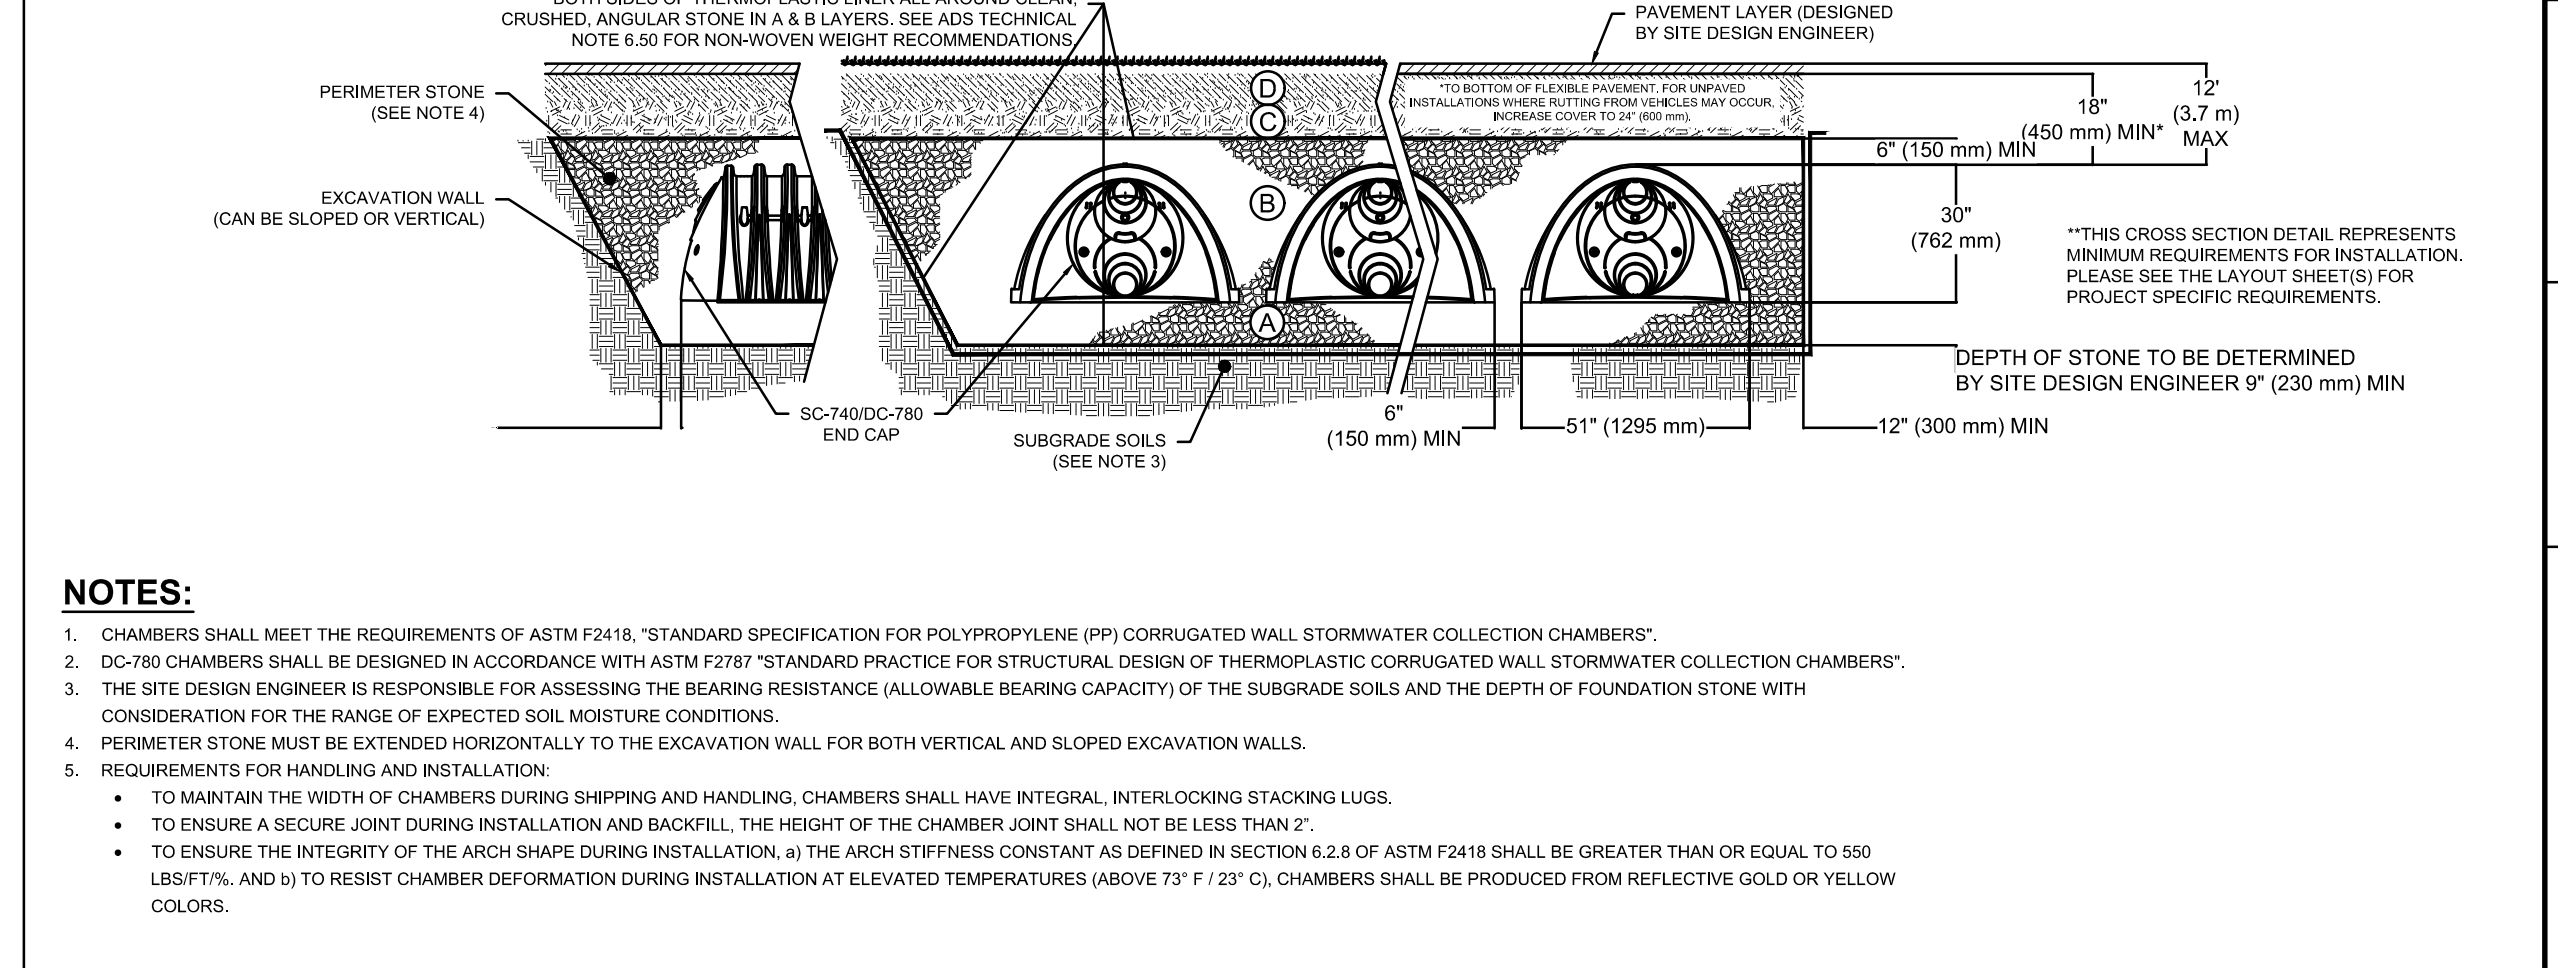 BOTH SIDES OF THERMOPLASTIC LINER ALL AROUND CLEAN,
CRUSHED, ANGULAR STONE IN A & B LAYERS. SEE ADS TECHNICAL
NOTE 6.50 FOR NON-WOVEN WEIGHT RECOMMENDATIONS.
PAVEMENT LAYER (DESIGNED
BY SITE DESIGN ENGINEER)
PERIMETER STONE
(SEE NOTE 4)
EXCAVATION WALL
(CAN BE SLOPED OR VERTICAL)
D
C
B
A
*TO BOTTOM OF FLEXIBLE PAVEMENT. FOR UNPAVED
INSTALLATIONS WHERE RUTTING FROM VEHICLES MAY OCCUR,
INCREASE COVER TO 24" (600 mm).
12'
(3.7 m)
MAX
18"
(450 mm) MIN*
6" (150 mm) MIN
30"
(762 mm)
**THIS CROSS SECTION DETAIL REPRESENTS
MINIMUM REQUIREMENTS FOR INSTALLATION.
PLEASE SEE THE LAYOUT SHEET(S) FOR
PROJECT SPECIFIC REQUIREMENTS.
DEPTH OF STONE TO BE DETERMINED
BY SITE DESIGN ENGINEER 9" (230 mm) MIN
SC-740/DC-780
END CAP
SUBGRADE SOILS
(SEE NOTE 3)
6"
(150 mm) MIN
51" (1295 mm)
12" (300 mm) MIN
NOTES:
1. CHAMBERS SHALL MEET THE REQUIREMENTS OF ASTM F2418, "STANDARD SPECIFICATION FOR POLYPROPYLENE (PP) CORRUGATED WALL STORMWATER COLLECTION CHAMBERS".
2. DC-780 CHAMBERS SHALL BE DESIGNED IN ACCORDANCE WITH ASTM F2787 "STANDARD PRACTICE FOR STRUCTURAL DESIGN OF THERMOPLASTIC CORRUGATED WALL STORMWATER COLLECTION CHAMBERS".
3. THE SITE DESIGN ENGINEER IS RESPONSIBLE FOR ASSESSING THE BEARING RESISTANCE (ALLOWABLE BEARING CAPACITY) OF THE SUBGRADE SOILS AND THE DEPTH OF FOUNDATION STONE WITH
CONSIDERATION FOR THE RANGE OF EXPECTED SOIL MOISTURE CONDITIONS.
4. PERIMETER STONE MUST BE EXTENDED HORIZONTALLY TO THE EXCAVATION WALL FOR BOTH VERTICAL AND SLOPED EXCAVATION WALLS.
5. REQUIREMENTS FOR HANDLING AND INSTALLATION:
• TO MAINTAIN THE WIDTH OF CHAMBERS DURING SHIPPING AND HANDLING, CHAMBERS SHALL HAVE INTEGRAL, INTERLOCKING STACKING LUGS.
• TO ENSURE A SECURE JOINT DURING INSTALLATION AND BACKFILL, THE HEIGHT OF THE CHAMBER JOINT SHALL NOT BE LESS THAN 2”.
• TO ENSURE THE INTEGRITY OF THE ARCH SHAPE DURING INSTALLATION, a) THE ARCH STIFFNESS CONSTANT AS DEFINED IN SECTION 6.2.8 OF ASTM F2418 SHALL BE GREATER THAN OR EQUAL TO 550
LBS/FT/%. AND b) TO RESIST CHAMBER DEFORMATION DURING INSTALLATION AT ELEVATED TEMPERATURES (ABOVE 73° F / 23° C), CHAMBERS SHALL BE PRODUCED FROM REFLECTIVE GOLD OR YELLOW
COLORS.